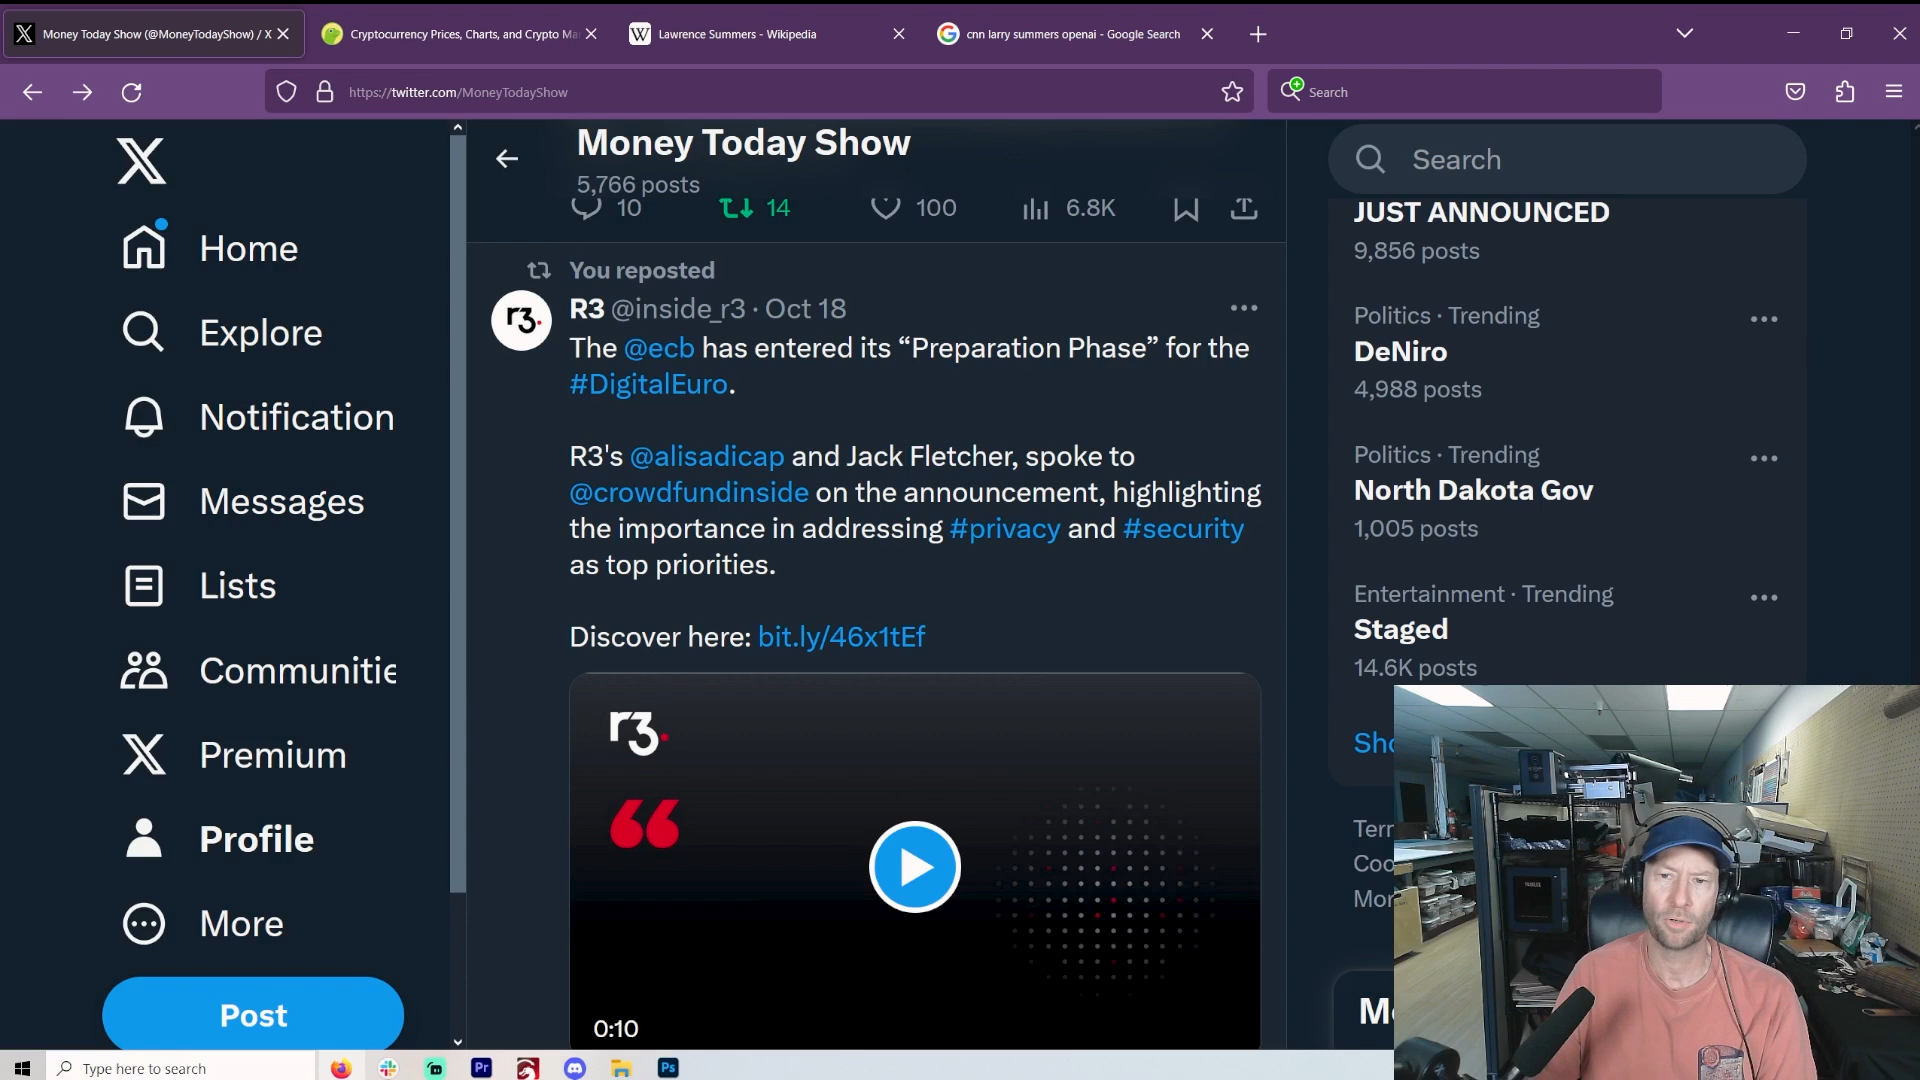 Money Today Show (@MoneyTodayShow) / X
Cryptocurrency Prices, Charts, and Crypto Ma
Lawrence Summers - Wikipedia
cnn larry summers openai - Google Search
https://twitter.com/MoneyTodayShow
Search
Home
Explore
Notification
Messages
Lists
Communitie
Premium
Profile
More
Post
Money Today Show
5,766 posts
10
14
100
6.8K
You reposted
R3 @inside_r3 · Oct 18
The @ecb has entered its “Preparation Phase” for the
#DigitalEuro.
R3's @alisadicap and Jack Fletcher, spoke to
@crowdfundinside on the announcement, highlighting
the importance in addressing #privacy and #security
as top priorities.
Discover here: bit.ly/46x1tEf
r3.
0:10
Search
JUST ANNOUNCED
9,856 posts
Politics · Trending
DeNiro
4,988 posts
Politics · Trending
North Dakota Gov
1,005 posts
Entertainment · Trending
Staged
14.6K posts
Sho
Terr
Coo
Mor
Type here to search
Pr
Ps